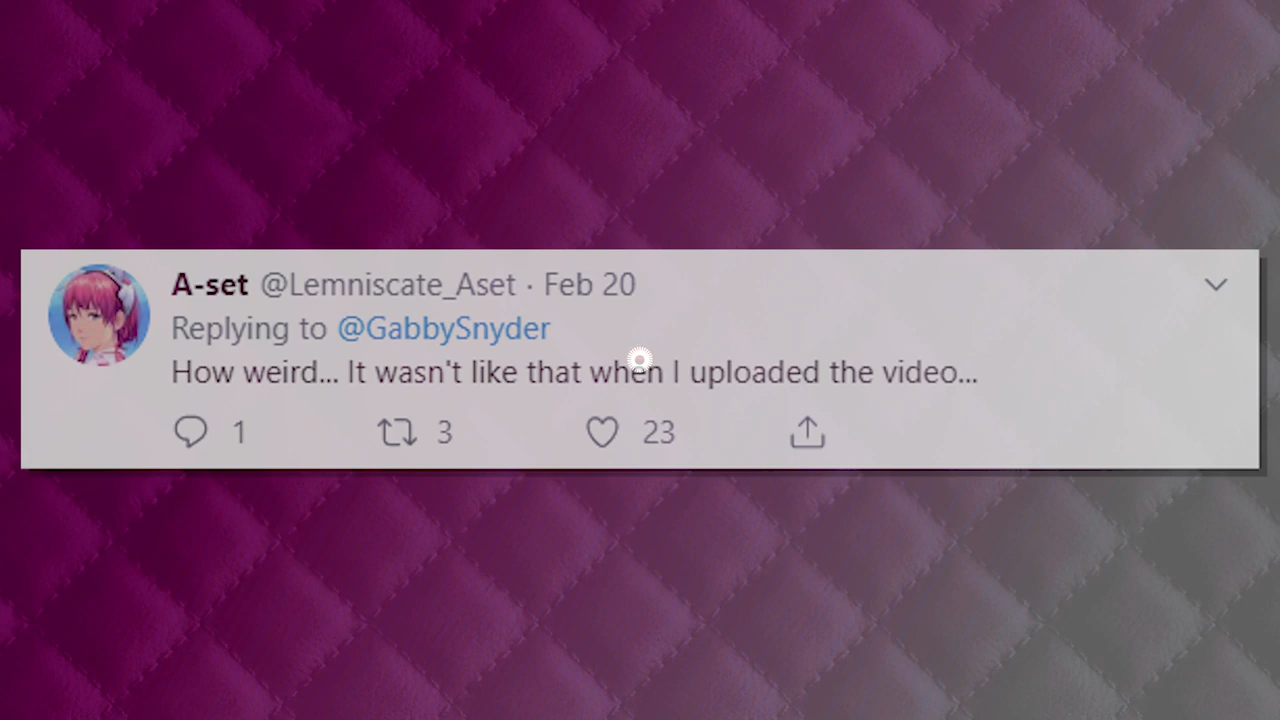 A-set @Lemniscate_Aset · Feb 20
Replying to @GabbySnyder
How weird... It wasn't like that when I uploaded the video...
1 3 23